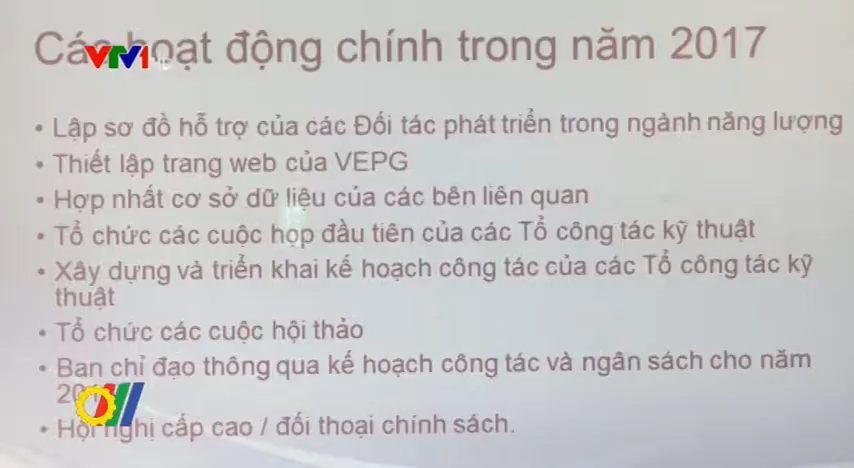 VTV1
hoạt động chính trong năm 2017
• Lập sơ đồ hỗ trợ của các Đối tác phát triển trong ngành năng lượng
• Thiết lập trang web của VEPG
• Hợp nhất cơ sở dữ liệu của các bên liên quan
• Tổ chức các cuộc họp đầu tiên của các Tổ công tác kỹ thuật
• Xây dựng và triển khai kế hoạch công tác của các Tổ công tác kỹ
thuật
• Tổ chức các cuộc hội thảo
• Ban chỉ đạo thông qua kế hoạch công tác và ngân sách cho năm
• Hội nghị cấp cao / đối thoại chính sách.